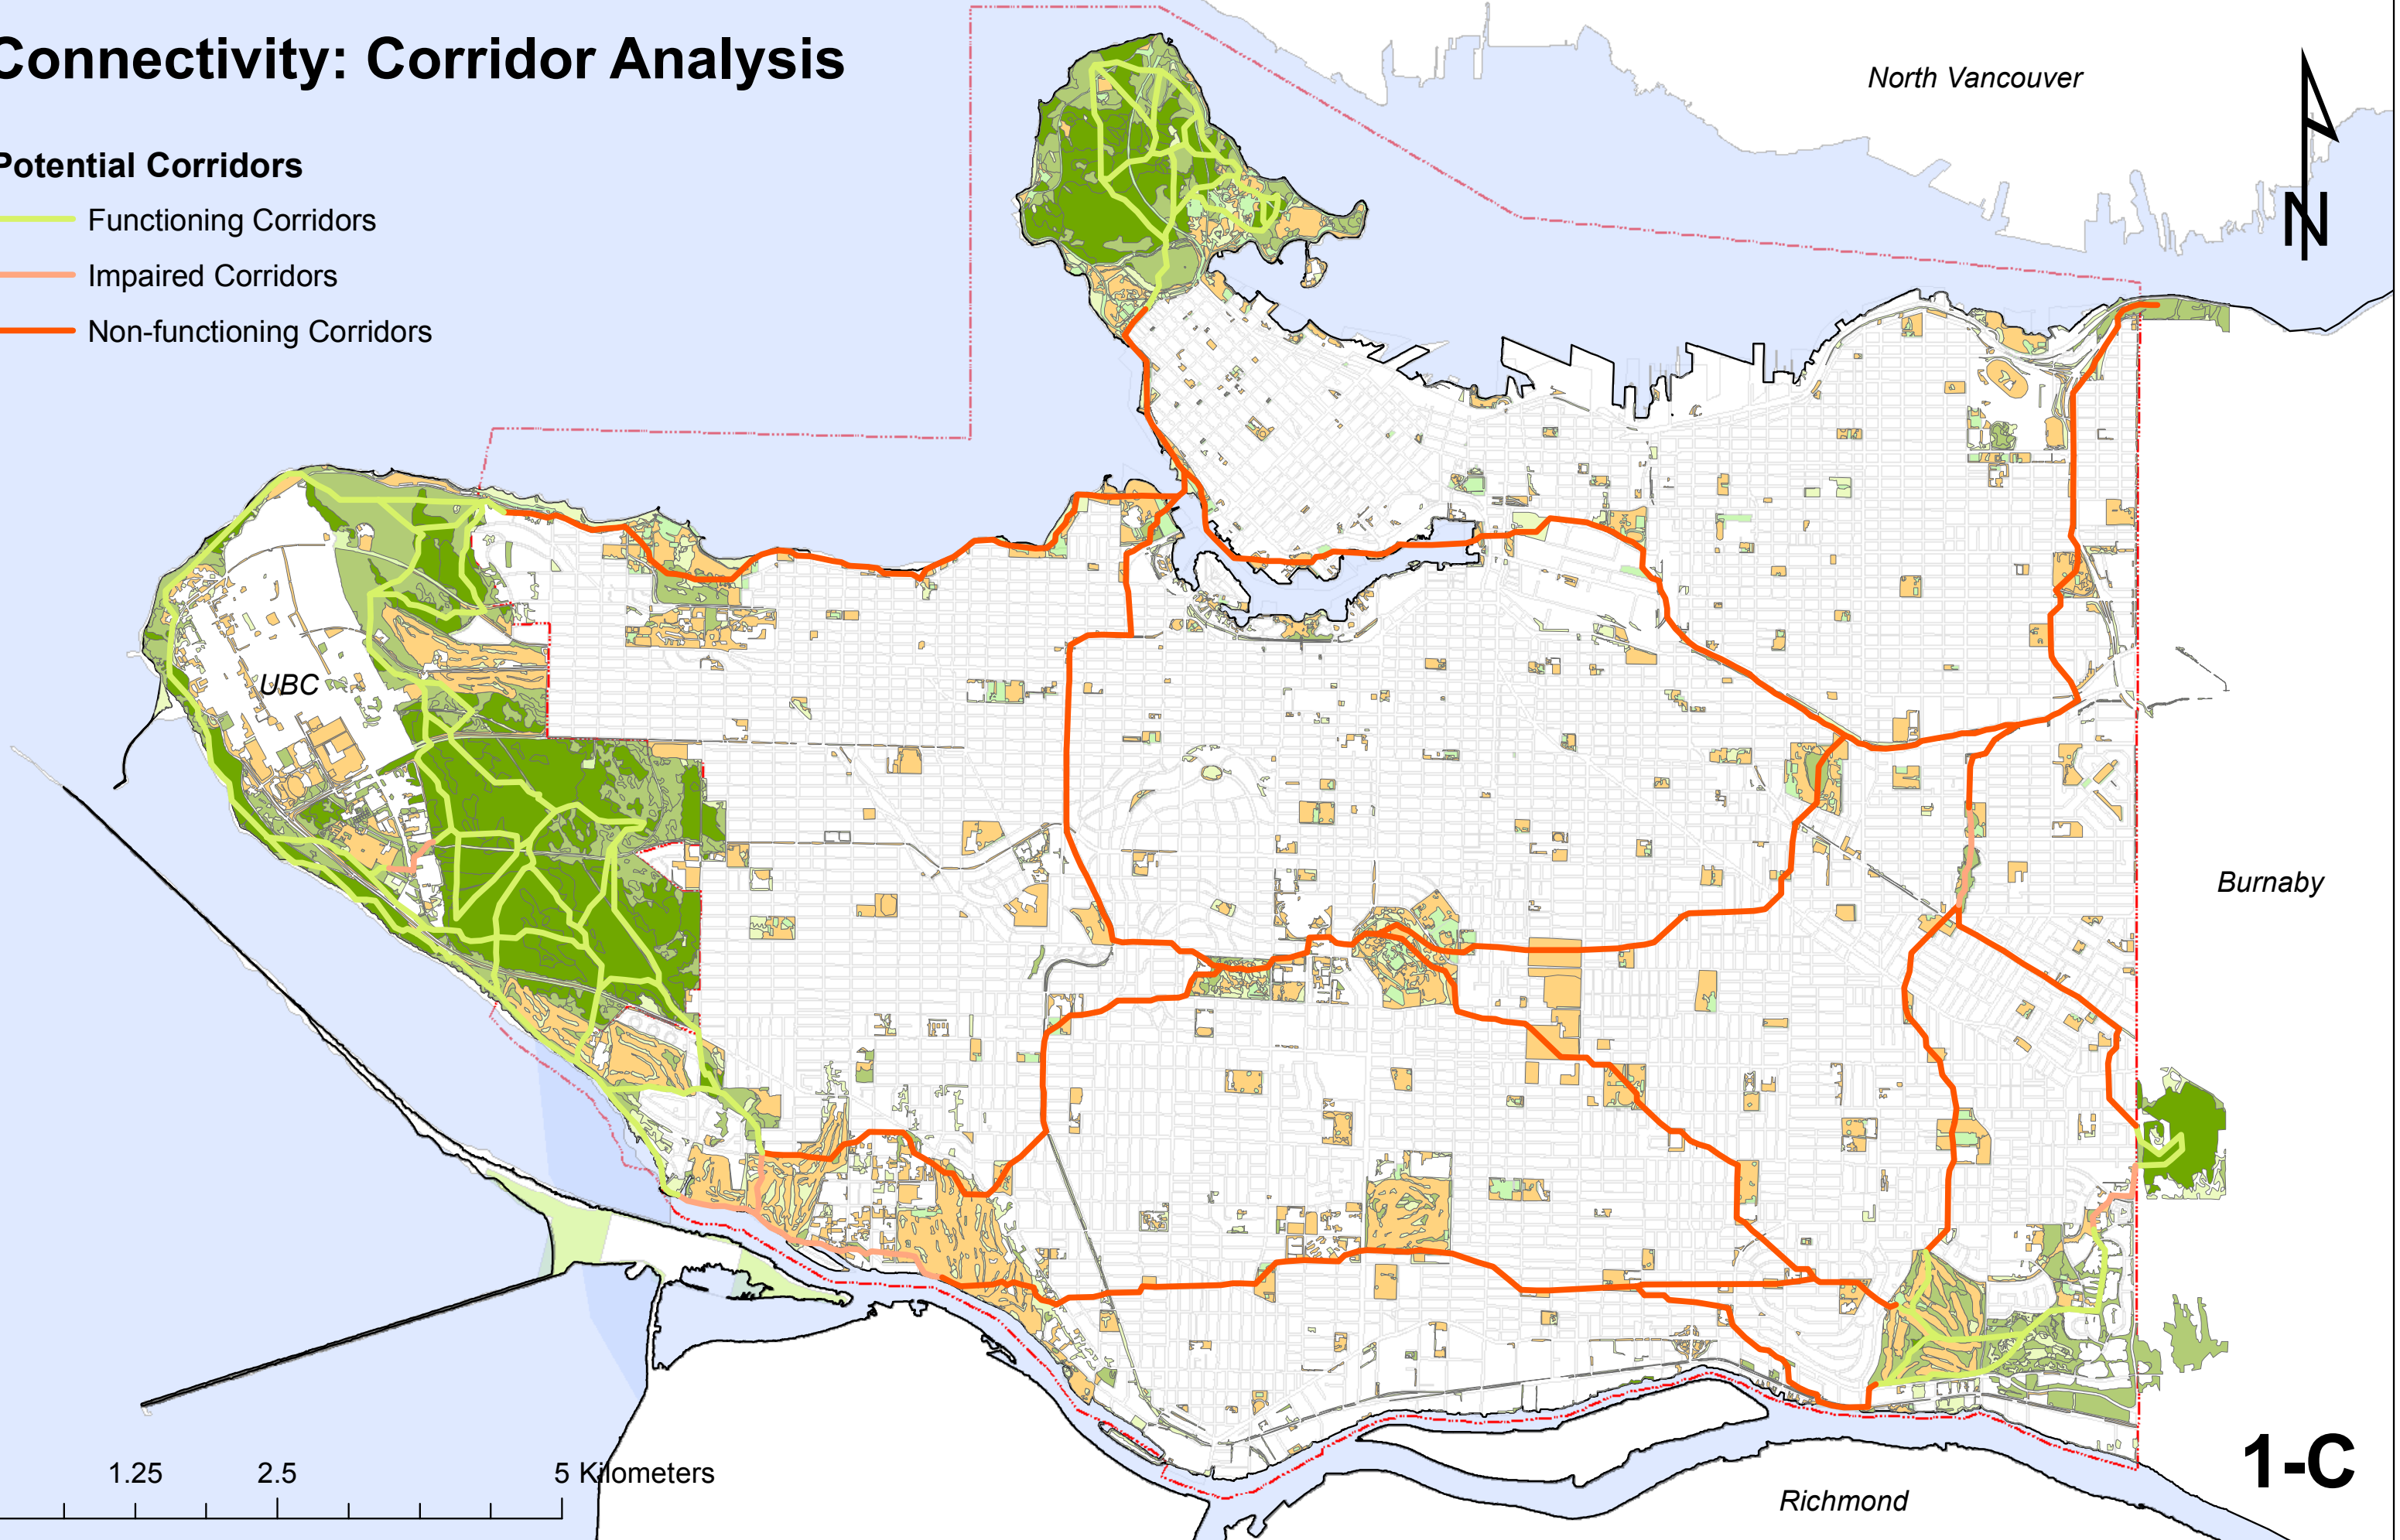 Connectivity: Corridor Analysis
Potential Corridors
Functioning Corridors
Impaired Corridors
Non-functioning Corridors
North Vancouver
N
UBC
Burnaby
1.25 2.5 5 Kilometers
Richmond
1-C